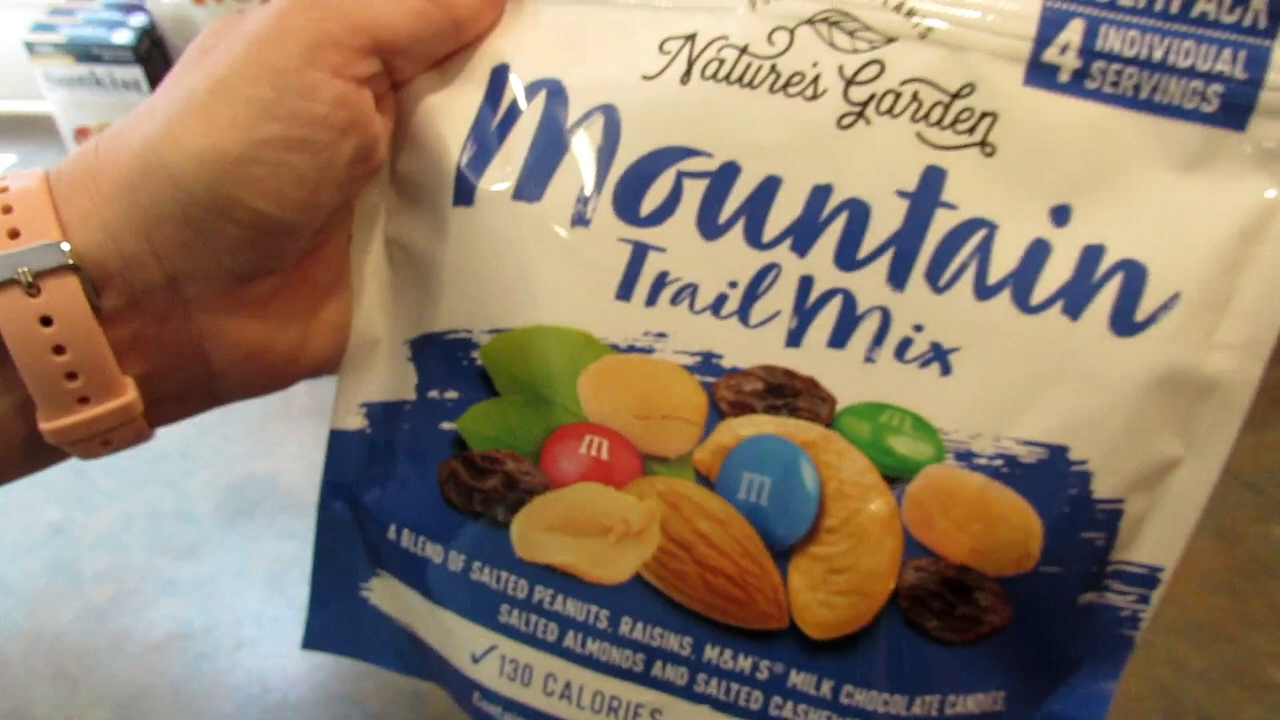 4 INDIVIDUAL
SERVINGS
Nature's Garden
Mountain
Trail Mix
m
m
m
A BLEND OF SALTED PEANUTS, RAISINS, M&M'S® MILK CHOCOLATE CANDIES,
SALTED ALMONDS AND SALTED
✓130 CALORIES